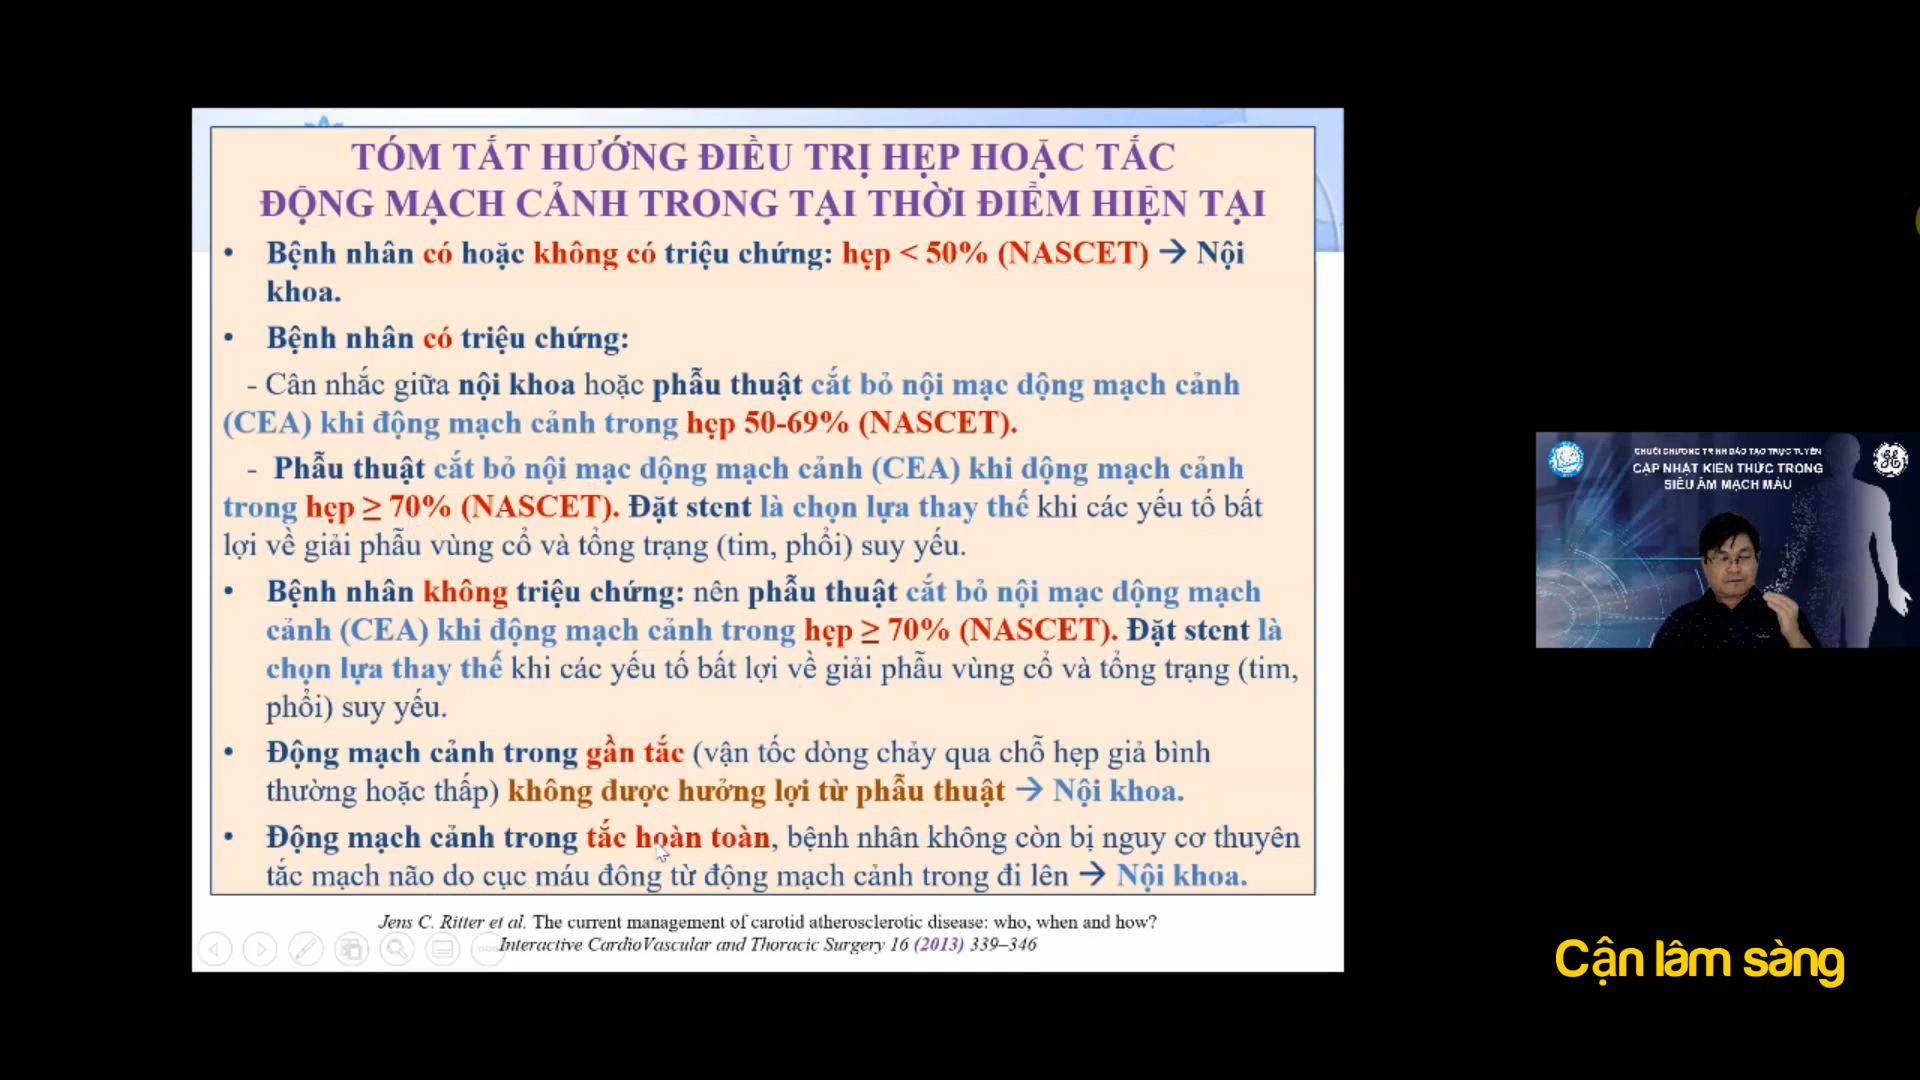 TÓM TẮT HƯỚNG ĐIỀU TRỊ HẸP HOẶC TẮC
ĐỘNG MẠCH CẢNH TRONG TẠI THỜI ĐIỂM HIỆN TẠI
• Bệnh nhân có hoặc không có triệu chứng: hẹp < 50% (NASCET) → Nội
khoa.
• Bệnh nhân có triệu chứng:
- Cân nhắc giữa nội khoa hoặc phẫu thuật cắt bỏ nội mạc động mạch cảnh
(CEA) khi động mạch cảnh trong hẹp 50-69% (NASCET).
- Phẫu thuật cắt bỏ nội mạc động mạch cảnh (CEA) khi động mạch cảnh
trong hẹp ≥ 70% (NASCET). Đặt stent là chọn lựa thay thế khi các yếu tố bất
lợi về giải phẫu vùng cổ và tổng trạng (tim, phổi) suy yếu.
• Bệnh nhân không triệu chứng: nên phẫu thuật cắt bỏ nội mạc động mạch
cảnh (CEA) khi động mạch cảnh trong hẹp ≥ 70% (NASCET). Đặt stent là
chọn lựa thay thế khi các yếu tố bất lợi về giải phẫu vùng cổ và tổng trạng (tim,
phổi) suy yếu.
• Động mạch cảnh trong gần tắc (vận tốc dòng chảy qua chỗ hẹp giả bình
thường hoặc thấp) không được hưởng lợi từ phẫu thuật → Nội khoa.
• Động mạch cảnh trong tắc hoàn toàn, bệnh nhân không còn bị nguy cơ thuyên
tắc mạch não do cục máu đông từ động mạch cảnh trong đi lên → Nội khoa.
Jens C. Ritter et al. The current management of carotid atherosclerotic disease: who, when and how?
Interactive CardioVascular and Thoracic Surgery 16 (2013) 339–346
CHUỖI CHƯƠNG TRÌNH ĐÀO TẠO TRỰC TUYẾN
CẬP NHẬT KIẾN THỨC TRONG
SIÊU ÂM MẠCH MÁU
Cận lâm sàng